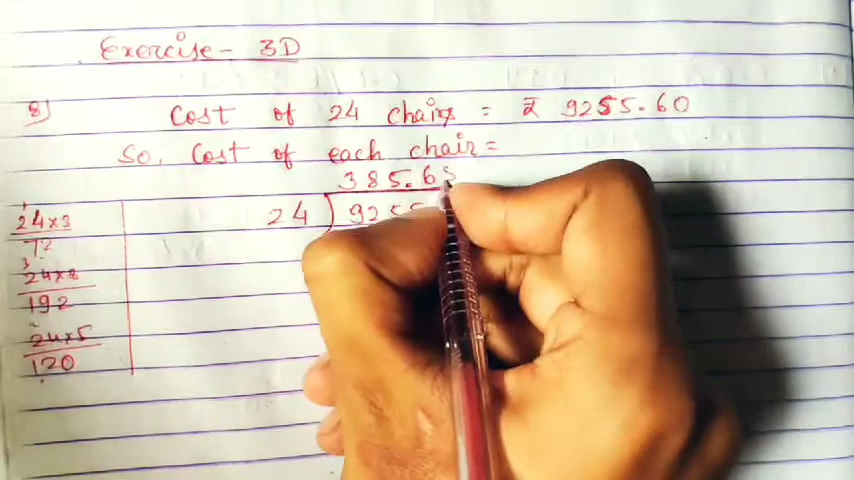 Exercise - 3D
8) Cost of 24 chairs = ₹ 9255.60
So, Cost of each chair =
385.65
24 ) 9255
24×3
72
24×8
192
24×5
120